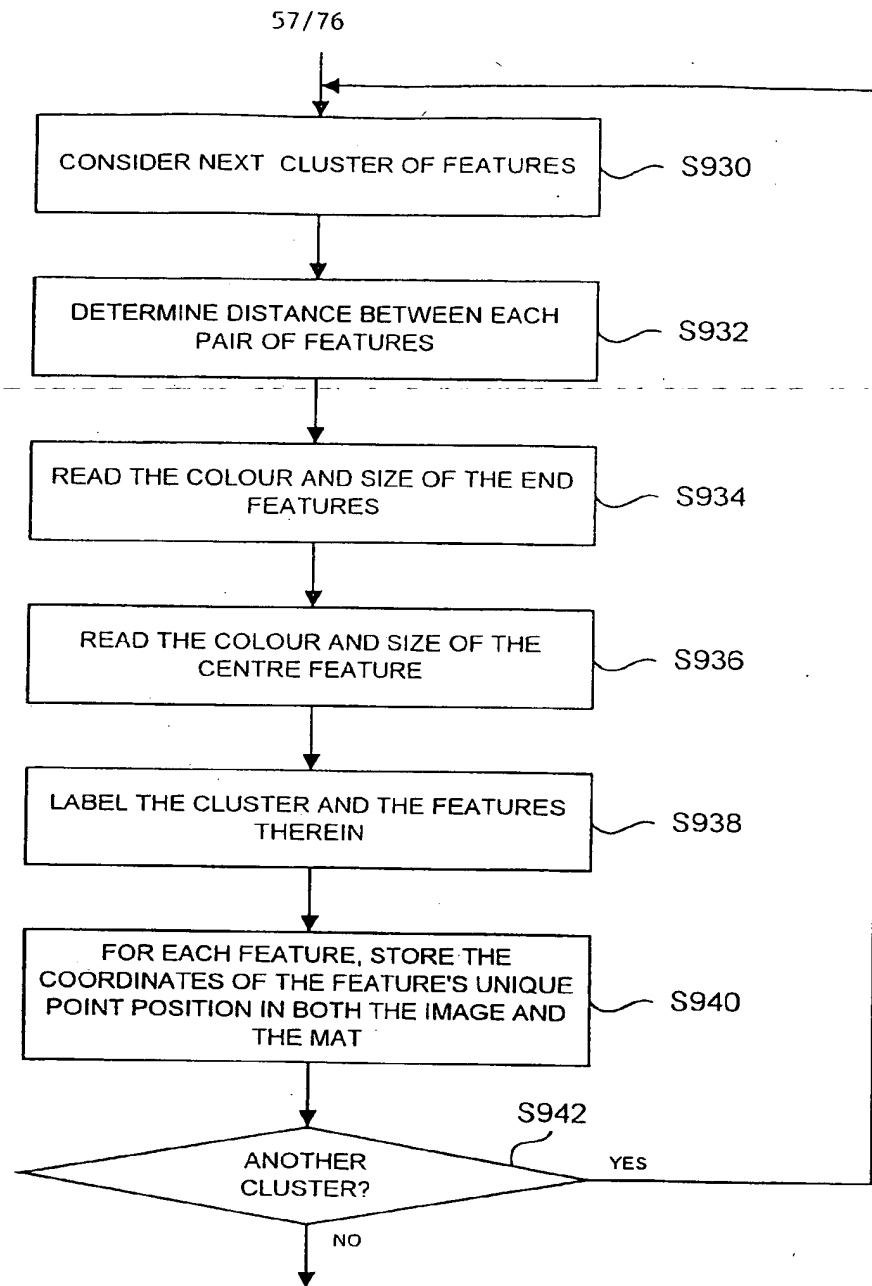 57/76
CONSIDER NEXT CLUSTER OF FEATURES
S930
DETERMINE DISTANCE BETWEEN EACH
PAIR OF FEATURES
S932
READ THE COLOUR AND SIZE OF THE END
FEATURES
S934
READ THE COLOUR AND SIZE OF THE
CENTRE FEATURE
S936
LABEL THE CLUSTER AND THE FEATURES
THEREIN
S938
FOR EACH FEATURE, STORE THE
COORDINATES OF THE FEATURE'S UNIQUE
POINT POSITION IN BOTH THE IMAGE AND
THE MAT
S940
S942
ANOTHER
CLUSTER?
YES
NO